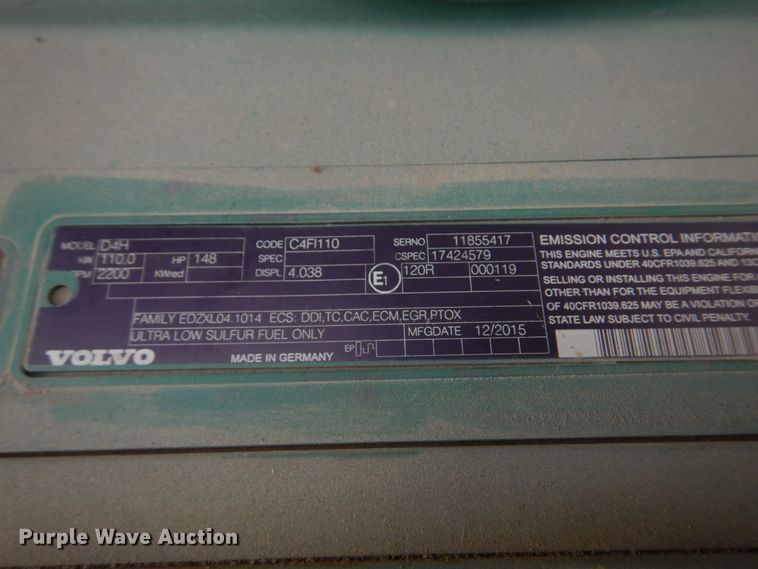 MODEL D4H CODE C4FI110 SERNO 11855417
KW 110.0 HP 148 SPEC CSPEC 17424579
RPM 2200 KWred DISPL 4.038 E1 120R 000119
FAMILY EDZXL04.1014 ECS: DDI,TC,CAC,ECM,EGR,PTOX
ULTRA LOW SULFUR FUEL ONLY MFGDATE 12/2015
VOLVO MADE IN GERMANY EP
EMISSION CONTROL INFORMAT
THIS ENGINE MEETS U.S. EPA AND CALIFOR
STANDARDS UNDER 40CFR1039.625 AND 13C
SELLING OR INSTALLING THIS ENGINE FOR
OTHER THAN FOR THE EQUIPMENT FLEXIB
OF 40CFR1039.625 MAY BE A VIOLATION O
STATE LAW SUBJECT TO CIVIL PENALTY.
Purple Wave Auction